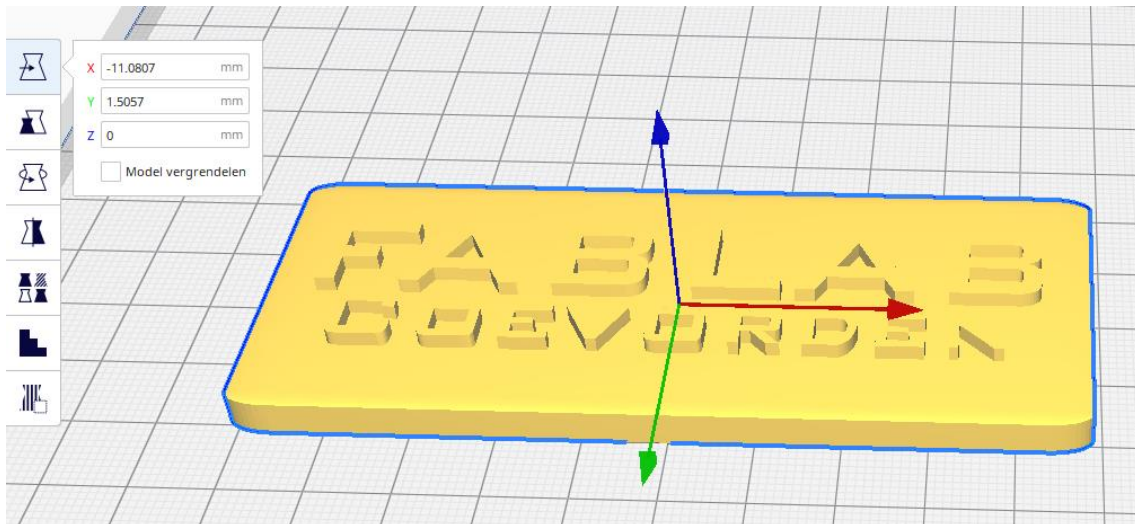 X -11.0807 mm
Y 1.5057 mm
Z 0 mm
Model vergrendelen
FABLAB
COEVORDEN